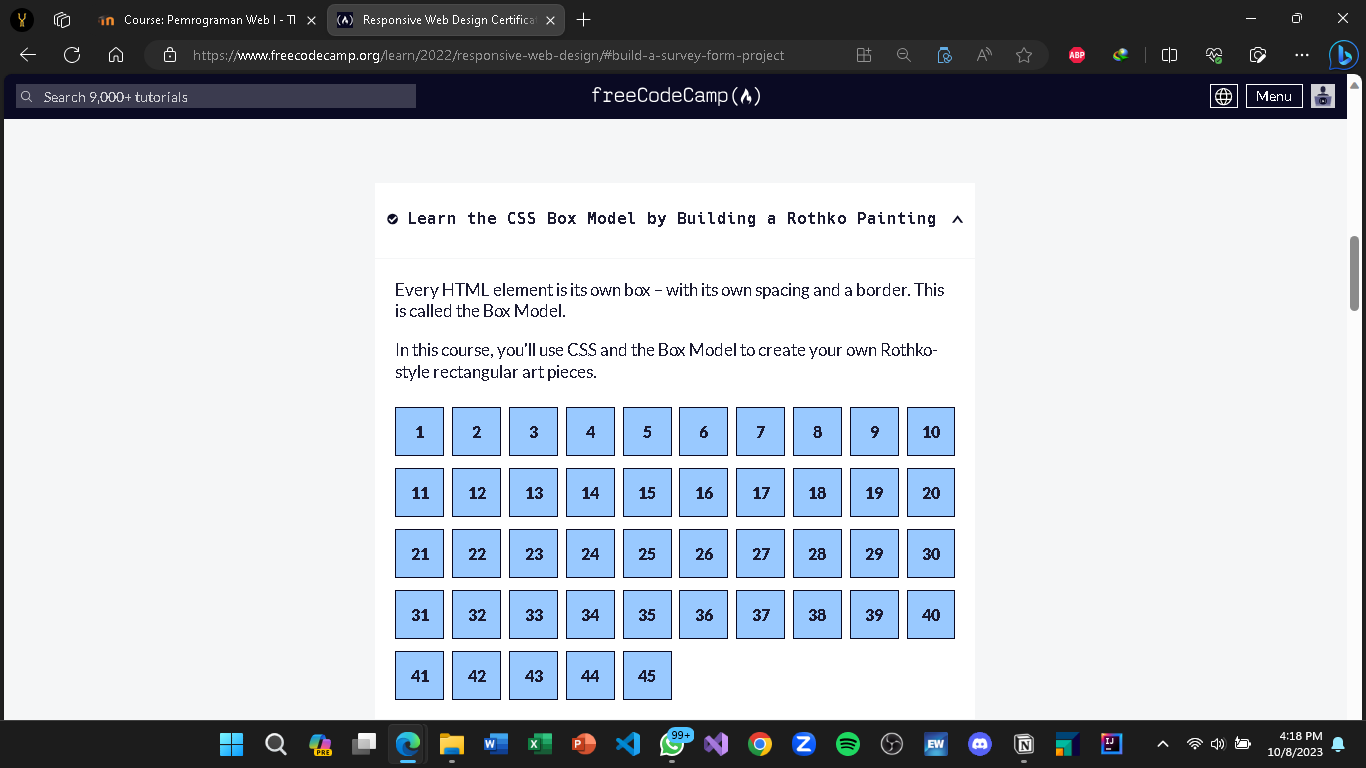 Course: Pemrograman Web I - TI
Responsive Web Design Certifica
https://www.freecodecamp.org/learn/2022/responsive-web-design/#build-a-survey-form-project
ABP
Search 9,000+ tutorials
freeCodeCamp
Menu
Learn the CSS Box Model by Building a Rothko Painting
Every HTML element is its own box – with its own spacing and a border. This
is called the Box Model.
In this course, you'll use CSS and the Box Model to create your own Rothko-
style rectangular art pieces.
1 2 3 4 5 6 7 8 9 10
11 12 13 14 15 16 17 18 19 20
21 22 23 24 25 26 27 28 29 30
31 32 33 34 35 36 37 38 39 40
41 42 43 44 45
PRE
99+
EW
4:18 PM
10/8/2023